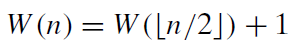 W(n) = W(⌊n/2⌋) + 1